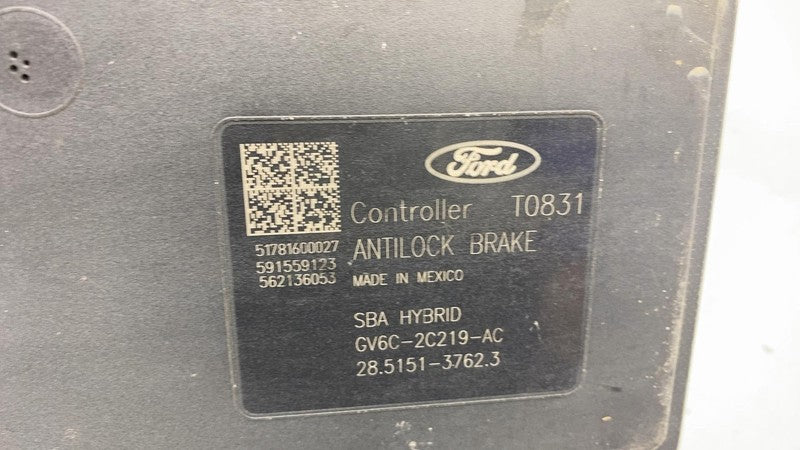 Ford
Controller T0831
ANTILOCK BRAKE
MADE IN MEXICO
51781600027
591559123
562136053
SBA HYBRID
GV6C-2C219-AC
28.5151-3762.3